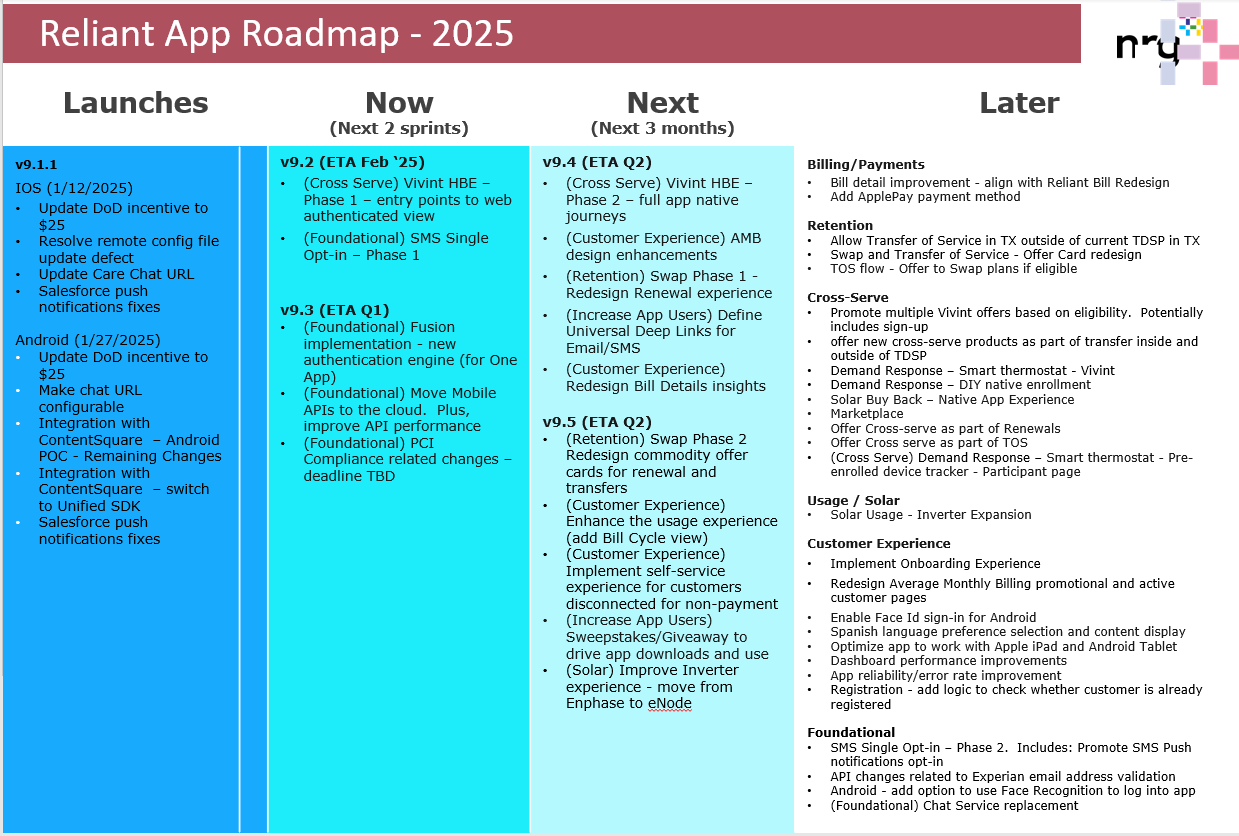 Reliant App Roadmap - 2025
nrg
Launches
v9.1.1
IOS (1/12/2025)
• Update DoD incentive to
$25
• Resolve remote config file
update defect
• Update Care Chat URL
• Salesforce push
notifications fixes
Android (1/27/2025)
• Update DoD incentive to
$25
• Make chat URL
configurable
• Integration with
ContentSquare – Android
POC - Remaining Changes
• Integration with
ContentSquare – switch
to Unified SDK
• Salesforce push
notifications fixes
Now
(Next 2 sprints)
v9.2 (ETA Feb ‘25)
• (Cross Serve) Vivint HBE –
Phase 1 – entry points to web
authenticated view
• (Foundational) SMS Single
Opt-in – Phase 1
v9.3 (ETA Q1)
• (Foundational) Fusion
implementation - new
authentication engine (for One
App)
• (Foundational) Move Mobile
APIs to the cloud. Plus,
improve API performance
• (Foundational) PCI
Compliance related changes –
deadline TBD
Next
(Next 3 months)
v9.4 (ETA Q2)
• (Cross Serve) Vivint HBE –
Phase 2 – full app native
journeys
• (Customer Experience) AMB
design enhancements
• (Retention) Swap Phase 1 -
Redesign Renewal experience
• (Increase App Users) Define
Universal Deep Links for
Email/SMS
• (Customer Experience)
Redesign Bill Details insights
v9.5 (ETA Q2)
• (Retention) Swap Phase 2
Redesign commodity offer
cards for renewal and
transfers
• (Customer Experience)
Enhance the usage experience
(add Bill Cycle view)
• (Customer Experience)
Implement self-service
experience for customers
disconnected for non-payment
• (Increase App Users)
Sweepstakes/Giveaway to
drive app downloads and use
• (Solar) Improve Inverter
experience - move from
Enphase to eNode
Later
Billing/Payments
• Bill detail improvement - align with Reliant Bill Redesign
• Add ApplePay payment method
Retention
• Allow Transfer of Service in TX outside of current TDSP in TX
• Swap and Transfer of Service - Offer Card redesign
• TOS flow - Offer to Swap plans if eligible
Cross-Serve
• Promote multiple Vivint offers based on eligibility. Potentially
includes sign-up
• offer new cross-serve products as part of transfer inside and
outside of TDSP
• Demand Response – Smart thermostat - Vivint
• Demand Response – DIY native enrollment
• Solar Buy Back – Native App Experience
• Marketplace
• Offer Cross-serve as part of Renewals
• Offer Cross serve as part of TOS
• (Cross Serve) Demand Response – Smart thermostat - Pre-
enrolled device tracker - Participant page
Usage / Solar
• Solar Usage - Inverter Expansion
Customer Experience
• Implement Onboarding Experience
• Redesign Average Monthly Billing promotional and active
customer pages
• Enable Face Id sign-in for Android
• Spanish language preference selection and content display
• Optimize app to work with Apple iPad and Android Tablet
• Dashboard performance improvements
• App reliability/error rate improvement
• Registration - add logic to check whether customer is already
registered
Foundational
• SMS Single Opt-in – Phase 2. Includes: Promote SMS Push
notifications opt-in
• API changes related to Experian email address validation
• Android - add option to use Face Recognition to log into app
• (Foundational) Chat Service replacement